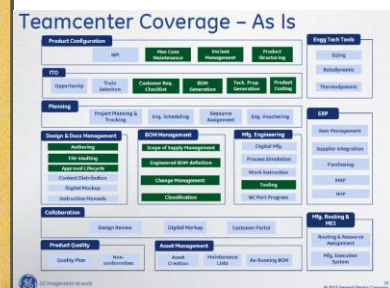 Teamcenter Coverage – As Is
Product Configuration
NPI
Max Case Maintenance
Variant Management
Product Structuring
Engg Tech Tools
Sizing
Rotodynamic
Thermodynamic
ITO
Opportunity
Train Selection
Customer Req. Checklist
BOM Generation
Tech. Prop. Generation
Product Costing
Planning
Project Planning & Tracking
Eng. Scheduling
Resource Assignment
Eng. Vouchering
ERP
Item Management
Supplier Integration
Purchasing
MRP
WIP
Design & Docs Management
Authoring
File Vaulting
Approval Lifecycle
Content Distribution
Digital Mockup
Instruction Manuals
BOM Management
Scope of Supply Management
Engineered BOM definition
Change Management
Classification
Mfg. Engineering
Digital Mfg.
Process Simulation
Work Instruction
Tooling
NC Part Program
Collaboration
Design Review
Digital Markup
Customer Portal
Mfg. Routing & MES
Routing & Resource Assignment
Mfg. Execution System
Product Quality
Quality Plan
Non-conformities
Asset Management
Asset Creation
Maintenance Lists
As-Running BOM
GE imagination at work